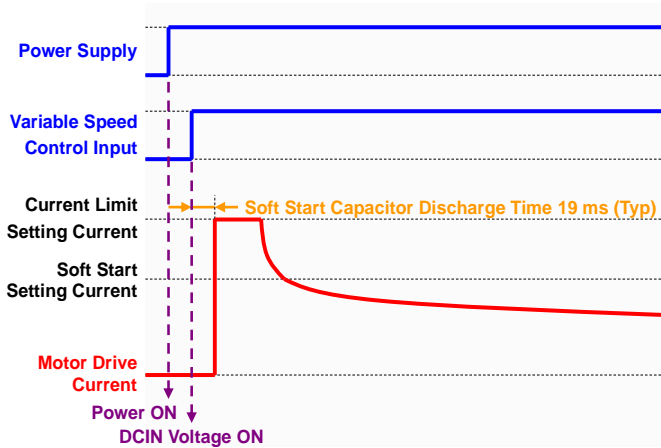 Power Supply
Variable Speed
Control Input
Current Limit
Setting Current
Soft Start Capacitor Discharge Time 19 ms (Typ)
Soft Start
Setting Current
Motor Drive
Current
Power ON
DCIN Voltage ON